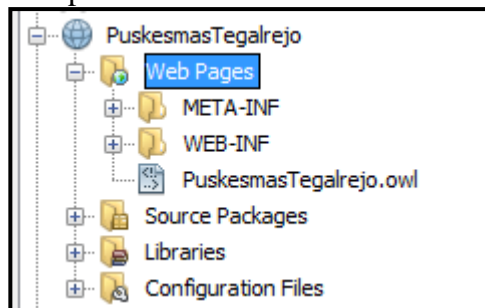 PuskesmasTegalrejo
Web Pages
META-INF
WEB-INF
PuskesmasTegalrejo.owl
Source Packages
Libraries
Configuration Files